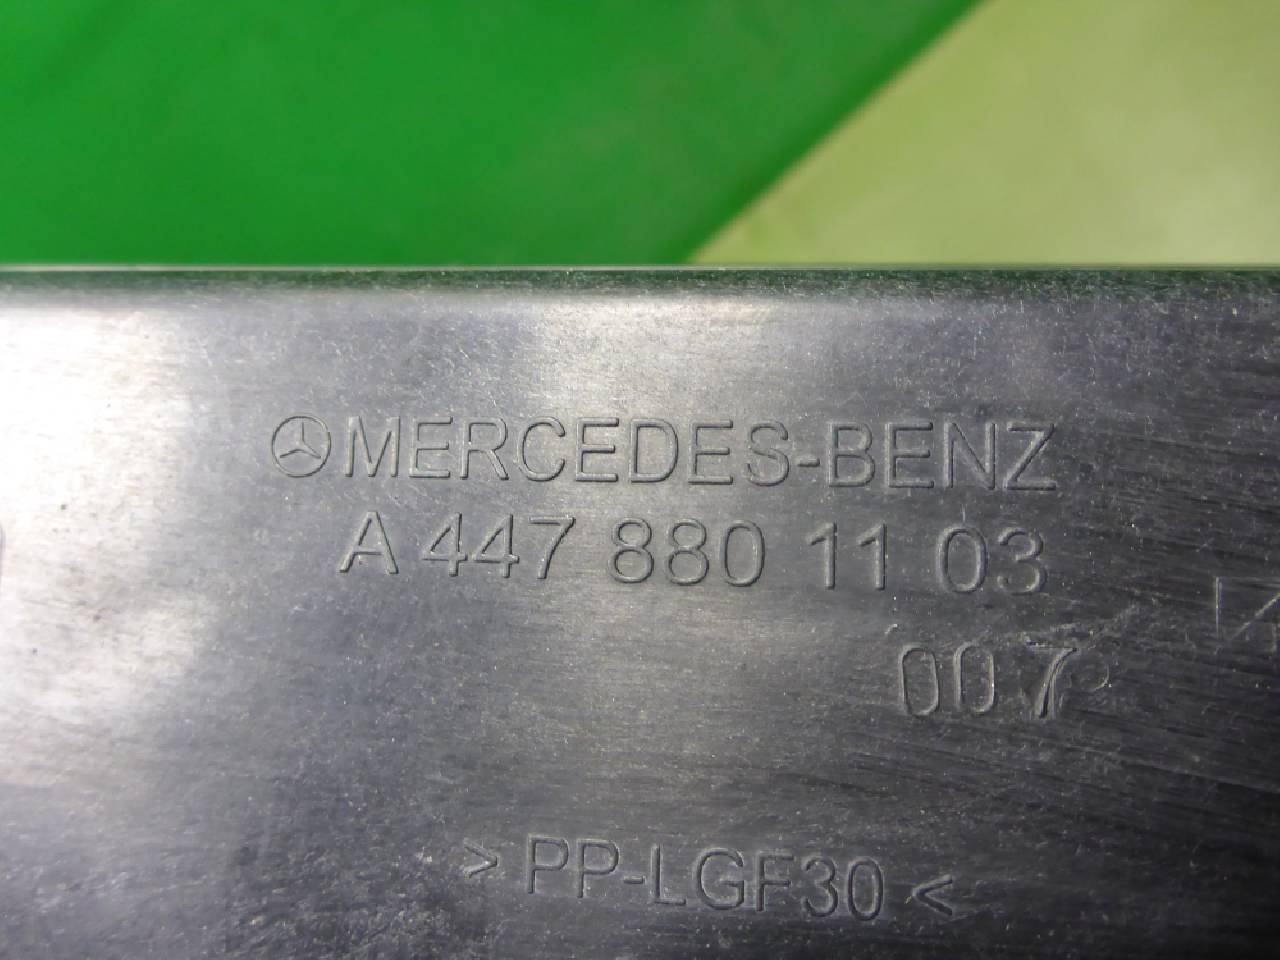 MERCEDES-BENZ
A 447 880 11 03
007
> PP-LGF30 <